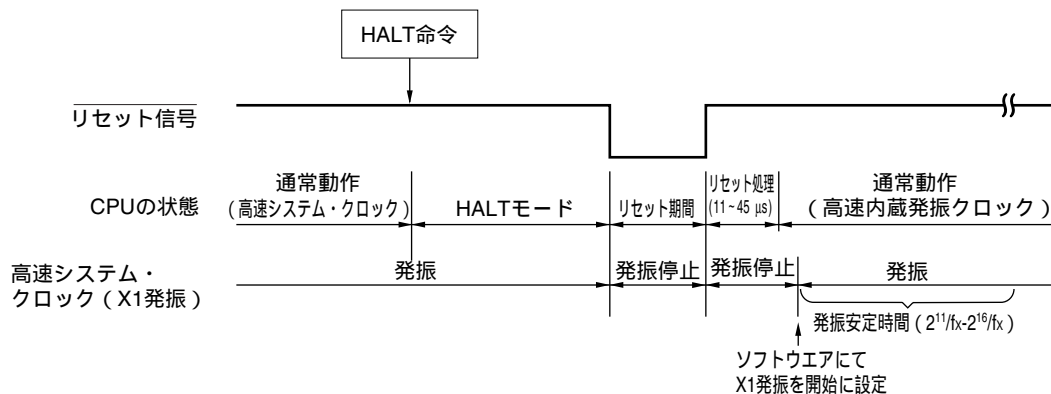 HALT命令
リセット信号
CPUの状態
通常動作
(高速システム・クロック)
HALTモード
リセット期間
リセット処理
(11~45 μs)
通常動作
(高速内蔵発振クロック)
高速システム・
クロック(X1発振)
発振
発振停止
発振停止
発振
発振安定時間(2¹¹/fx-2¹⁶/fx)
ソフトウエアにて
X1発振を開始に設定